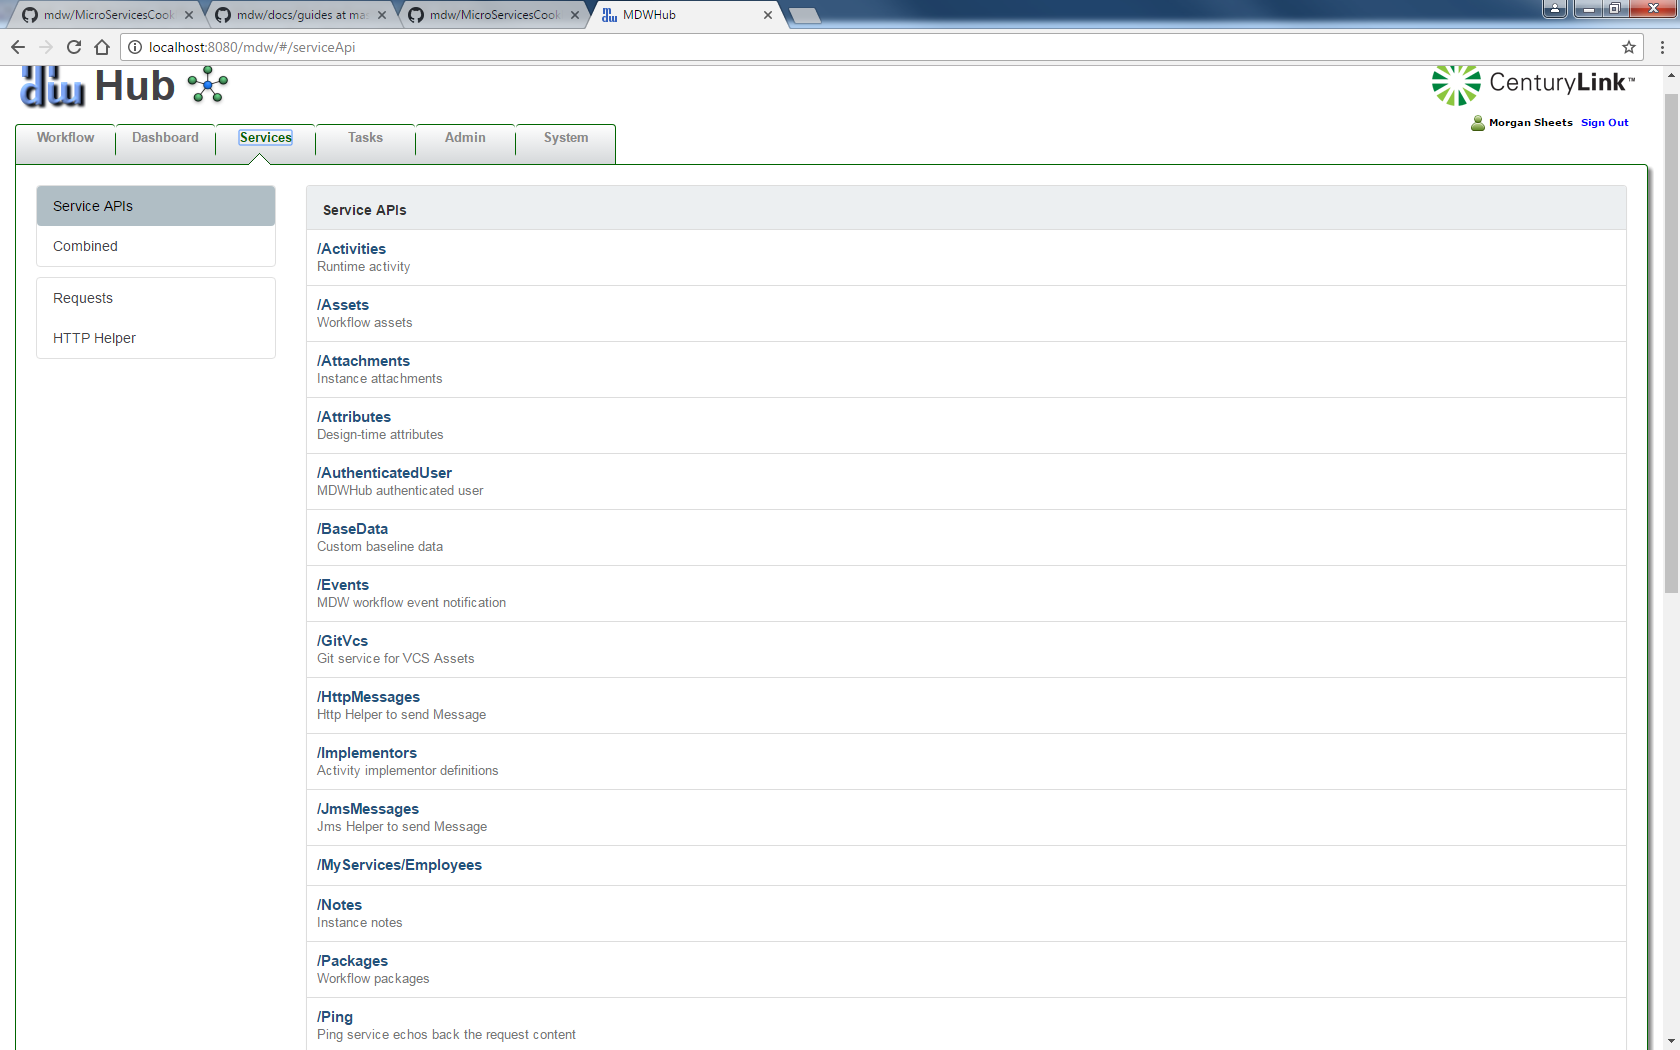 mdw/MicroServicesCook
mdw/docs/guides at mas
mdw/MicroServicesCook
MDWHub
localhost:8080/mdw/#/serviceApi
mdw Hub
CenturyLink™
Morgan Sheets Sign Out
Workflow Dashboard Services Tasks Admin System
Service APIs
Combined
Requests
HTTP Helper
Service APIs
/Activities
Runtime activity
/Assets
Workflow assets
/Attachments
Instance attachments
/Attributes
Design-time attributes
/AuthenticatedUser
MDWHub authenticated user
/BaseData
Custom baseline data
/Events
MDW workflow event notification
/GitVcs
Git service for VCS Assets
/HttpMessages
Http Helper to send Message
/Implementors
Activity implementor definitions
/JmsMessages
Jms Helper to send Message
/MyServices/Employees
/Notes
Instance notes
/Packages
Workflow packages
/Ping
Ping service echos back the request content